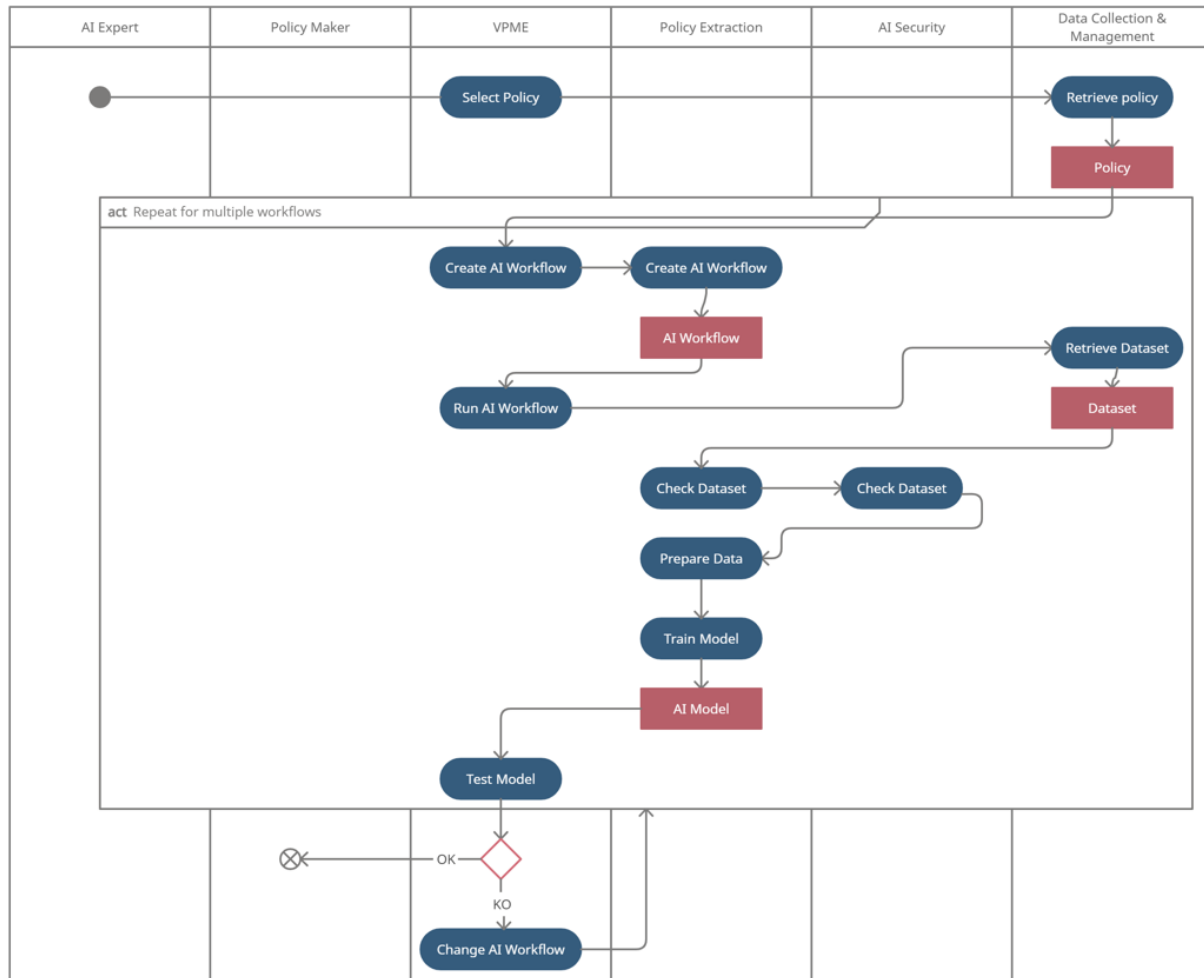 AI Expert
Policy Maker
VPME
Policy Extraction
AI Security
Data Collection &
Management
Select Policy
Retrieve policy
Policy
act Repeat for multiple workflows
Create AI Workflow
Create AI Workflow
AI Workflow
Retrieve Dataset
Run AI Workflow
Dataset
Check Dataset
Check Dataset
Prepare Data
Train Model
AI Model
Test Model
OK
KO
Change AI Workflow